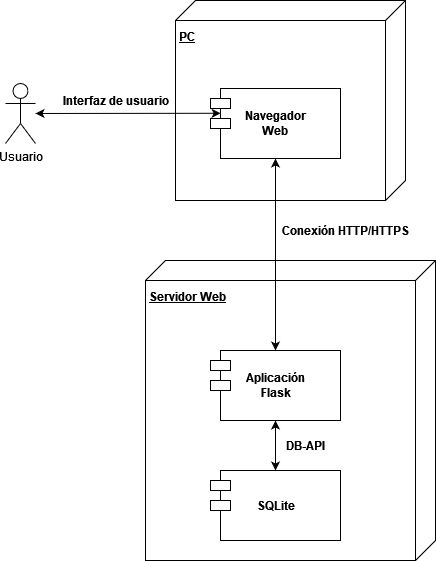 PC
Interfaz de usuario
Navegador
Web
Usuario
Conexión HTTP/HTTPS
Servidor Web
Aplicación
Flask
DB-API
SQLite